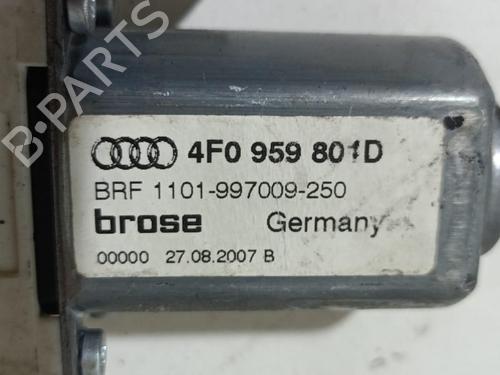 4F0 959 801D
BRF 1101-997009-250
brose Germany
00000 27.08.2007 B
B-PARTS